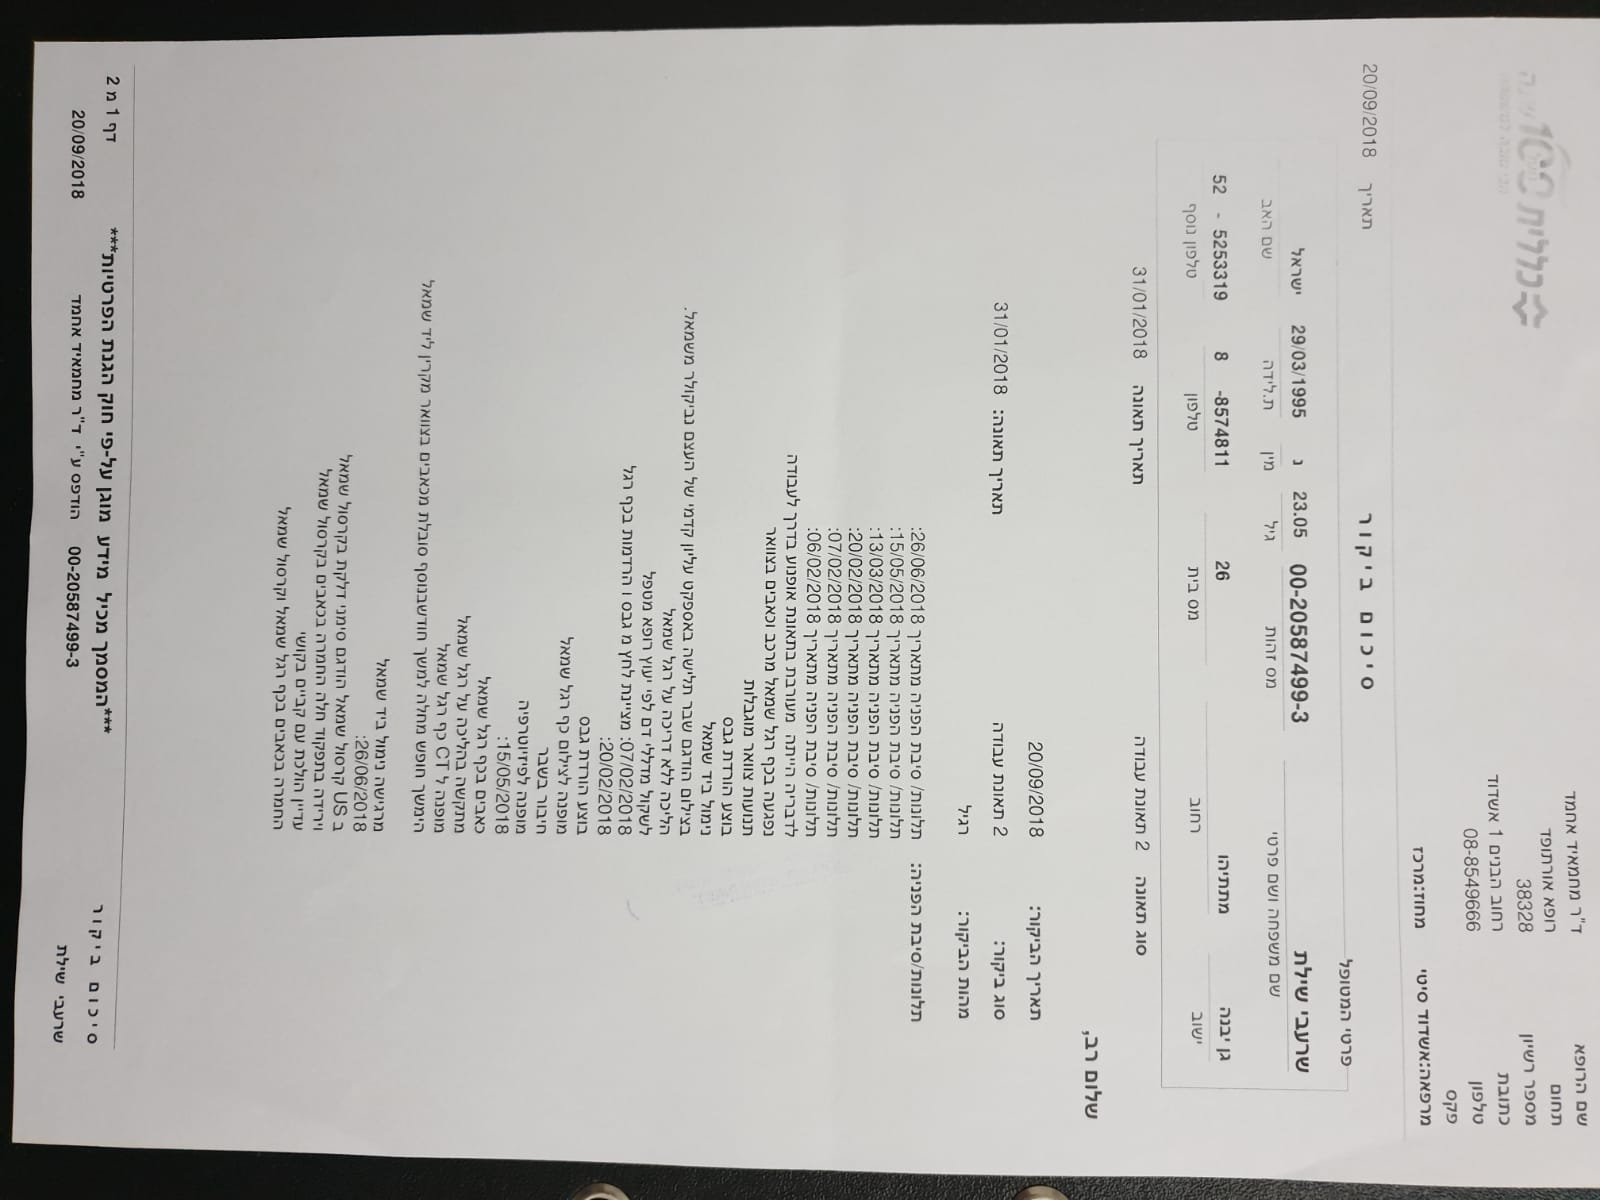 כללית 100 שנה
שם הרופא ד"ר מחמאיד אחמד
תחום רופא אורתופד
מספר רשיון 38328
כתובת רחוב הבנים 1 אשדוד
טלפון 08-8549666
פקס
מרפאה:אשדוד סיטי מחוז:מרכז
סיכום ביקור תאריך 20/09/2018
פרטי המטופל
שרעבי שילת 00-20587499-3 23.05 נ 29/03/1995 ישראל
שם משפחה ושם פרטי מס זהות גיל מין ת.לידה שם האב
גן יבנה מתתיהו 26 8 -8574811 52 - 5253319
ישוב רחוב מס בית טלפון טלפון נוסף
סוג תאונה 2 תאונת עבודה תאריך תאונה 31/01/2018
שלום רב,
תאריך הביקור: 20/09/2018
סוג ביקור: 2 תאונת עבודה תאריך תאונה: 31/01/2018
מהות הביקור: רגיל
תלונות/סיבת הפניה: תלונות/ סיבת הפניה מתאריך 26/06/2018:
תלונות/ סיבת הפניה מתאריך 15/05/2018:
תלונות/ סיבת הפניה מתאריך 13/03/2018:
תלונות/ סיבת הפניה מתאריך 20/02/2018:
תלונות/ סיבת הפניה מתאריך 07/02/2018:
תלונות/ סיבת הפניה מתאריך 06/02/2018:
לדבריה הייתה מעורבת בתאונת אופנוע בדרך לעבודה
נפגעה בכף רגל שמאל מרכב וכאבים בצוואר
תנועות צוואר מוגבלות
בוצע הורדת גבס
נימול ביד שמאל
בצילום הודגם שבר תלישה באספקט עליון קדמי של העצם נביקולר משמאל.
הליכה ללא דריכה על רגל שמאל
לשקול מדללי דם לפי יעוץ רופא מטפל
07/02/2018: מציינת לחץ מ גבס ו הרדמות בכף רגל
20/02/2018:
בוצע הורדת גבס
מופנה לצילום כף רגל שמאל
חיבור בשבר
מופנה לפיזיוטרפיה
15/05/2018:
כאבים בכף רגל שמאל
מתקשה בהליכה על רגל שמאל
מופנה ל CT כף רגל שמאל
הימשך חופש מחלה למשך חודשבנוסף סובלת מכאבים בצוואר מקרין ליד שמאל
מרגישה נימול ביד שמאל
26/06/2018:
ב US קרסול שמאל הודגם סימני דלקת בקרסול שמאל
וירידה בתפקוד חלה החמרה בכאבים בקרסול שמאל
עדיין הולכת עם קביים בקושי
החמרה בכאבים בכף רגל שמאל וקרסול שמאל
סיכום ביקור ***המסמך מכיל מידע מוגן על-פי חוק הגנת הפרטיות*** דף 1 מ 2
שרעבי שילת 00-20587499-3 הודפס ע"י ד"ר מחמאיד אחמד 20/09/2018